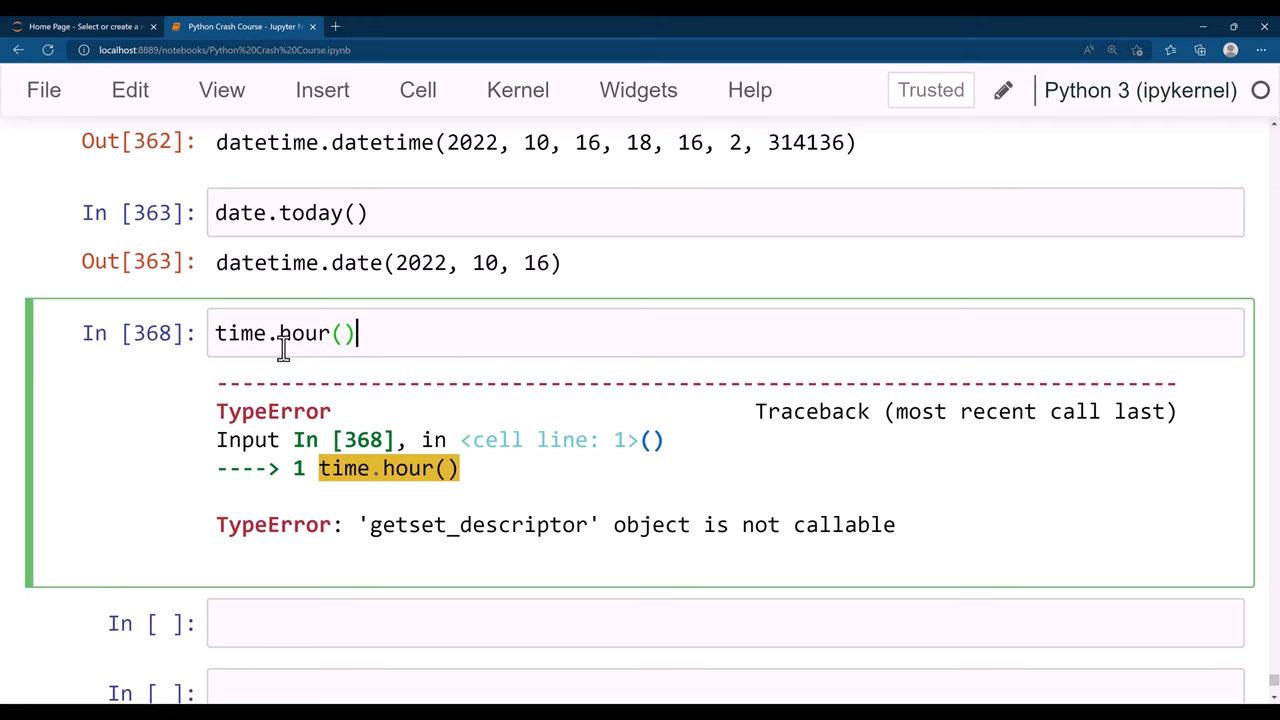 Home Page - Select or create a n
Python Crash Course - Jupyter N
localhost:8889/notebooks/Python%20Crash%20Course.ipynb
File Edit View Insert Cell Kernel Widgets Help Trusted Python 3 (ipykernel)
Out[362]: datetime.datetime(2022, 10, 16, 18, 16, 2, 314136)
In [363]: date.today()
Out[363]: datetime.date(2022, 10, 16)
In [368]: time.hour()
---------------------------------------------------------------------------
TypeError Traceback (most recent call last)
Input In [368], in <cell line: 1>()
----> 1 time.hour()
TypeError: 'getset_descriptor' object is not callable
In [ ]:
In [ ]: